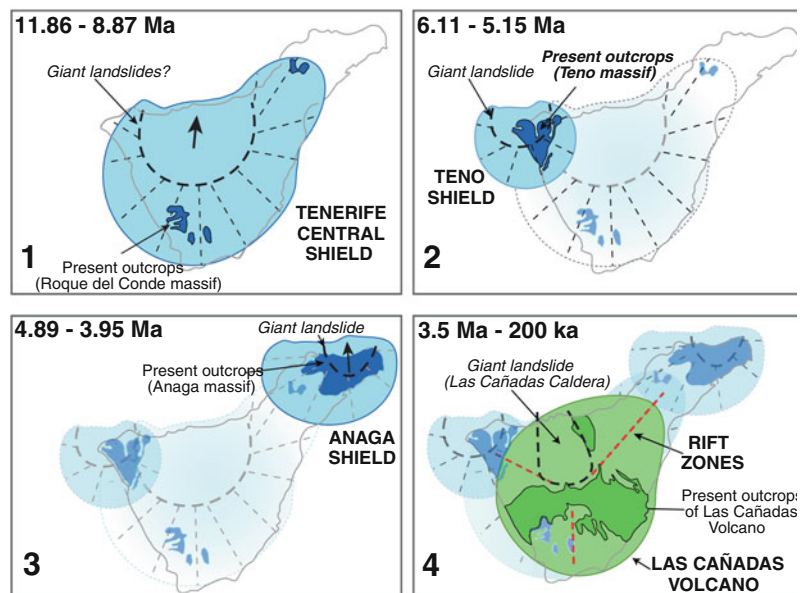 11.86 - 8.87 Ma
Giant landslides?
TENERIFE
CENTRAL
SHIELD
Present outcrops
(Roque del Conde massif)
1
6.11 - 5.15 Ma
Giant landslide
Present outcrops
(Teno massif)
TENO
SHIELD
2
4.89 - 3.95 Ma
Giant landslide
Present outcrops
(Anaga massif)
ANAGA
SHIELD
3
3.5 Ma - 200 ka
Giant landslide
(Las Cañadas Caldera)
RIFT
ZONES
Present outcrops
of Las Cañadas
Volcano
LAS CAÑADAS
VOLCANO
4